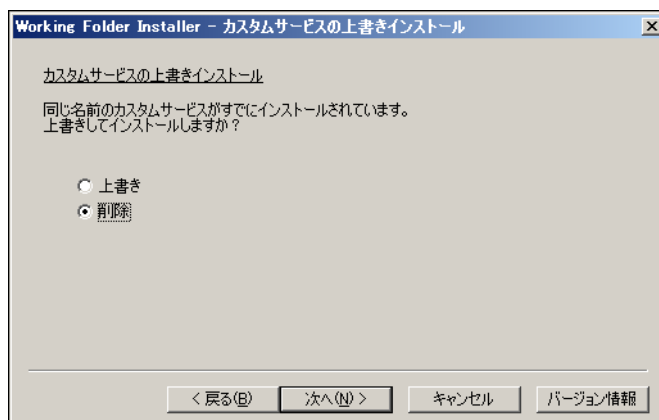 Working Folder Installer - カスタムサービスの上書きインストール
カスタムサービスの上書きインストール
同じ名前のカスタムサービスがすでにインストールされています。
上書きしてインストールしますか？
上書き
削除
< 戻る(B)
次へ(N) >
キャンセル
バージョン情報